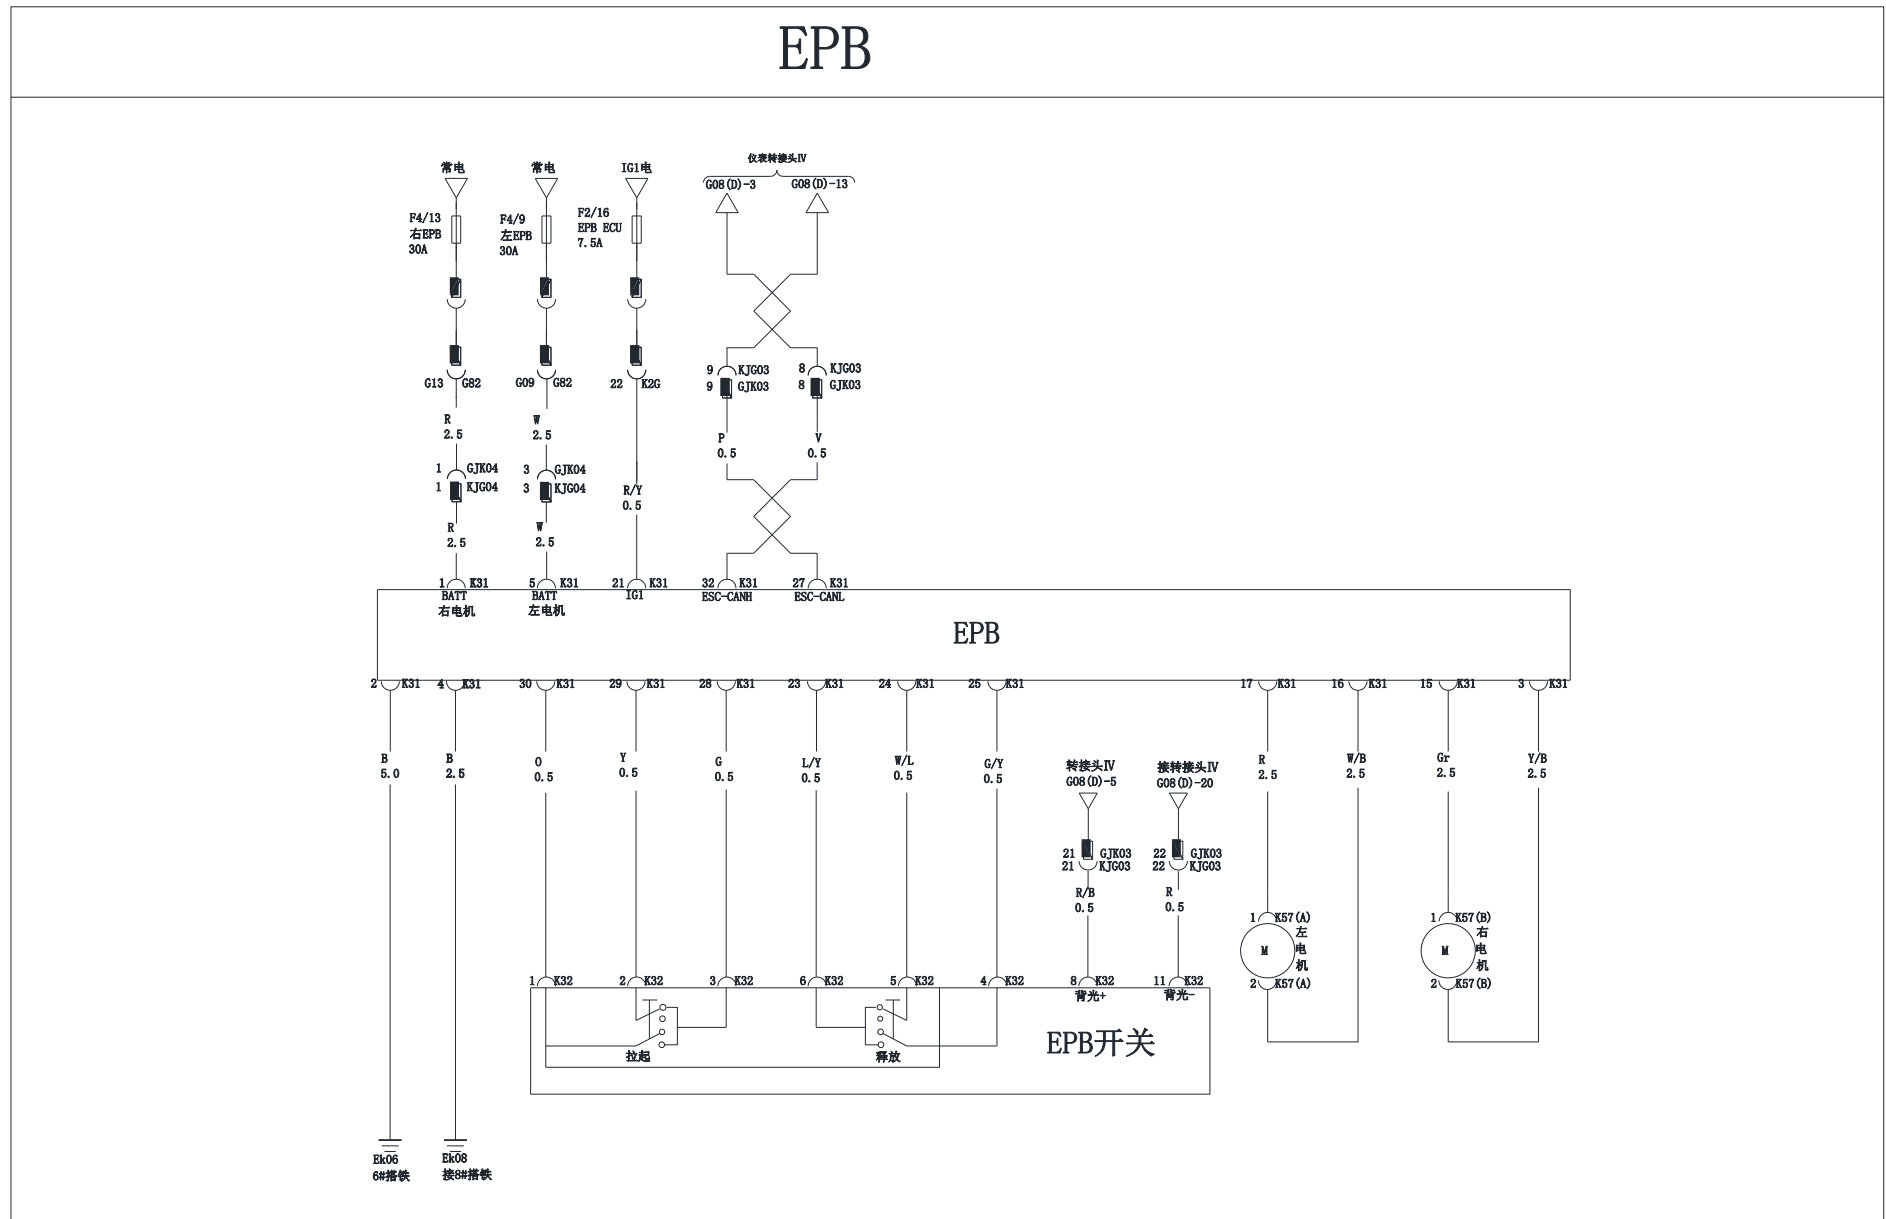 EPB
常电
常电
IG1电
仪表转接头Ⅳ
G08(D)-3
G08(D)-13
F4/13
右EPB
30A
F4/9
左EPB
30A
F2/16
EPB ECU
7.5A
G13 G82
G09 G82
22 K2G
9 KJG03
9 GJK03
8 KJG03
8 GJK03
R
2.5
W
2.5
P
0.5
V
0.5
1 GJK04
1 KJG04
3 GJK04
3 KJG04
R/Y
0.5
R
2.5
W
2.5
1 K31
BATT
右电机
5 K31
BATT
左电机
21 K31
IG1
32 K31
ESC-CANH
27 K31
ESC-CANL
EPB
2 K31
4 K31
30 K31
29 K31
28 K31
23 K31
24 K31
25 K31
17 K31
16 K31
15 K31
3 K31
B
5.0
B
2.5
O
0.5
Y
0.5
G
0.5
L/Y
0.5
W/L
0.5
G/Y
0.5
转接头Ⅳ
G08(D)-5
接转接头Ⅳ
G08(D)-20
R
2.5
W/B
2.5
Gr
2.5
Y/B
2.5
21 GJK03
21 KJG03
22 GJK03
22 KJG03
R/B
0.5
R
0.5
1 K57(A)
M
左电机
2 K57(A)
1 K57(B)
M
右电机
2 K57(B)
1 K32
2 K32
3 K32
6 K32
5 K32
4 K32
8 K32
背光+
11 K32
背光-
拉起
释放
EPB开关
Ek06
6#搭铁
Ek08
接8#搭铁